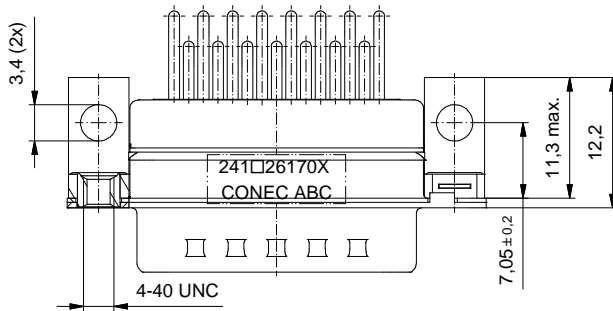 3,4 (2x)
241□26170X
CONEC ABC
11,3 max.
12,2
7,05±0,2
4-40 UNC